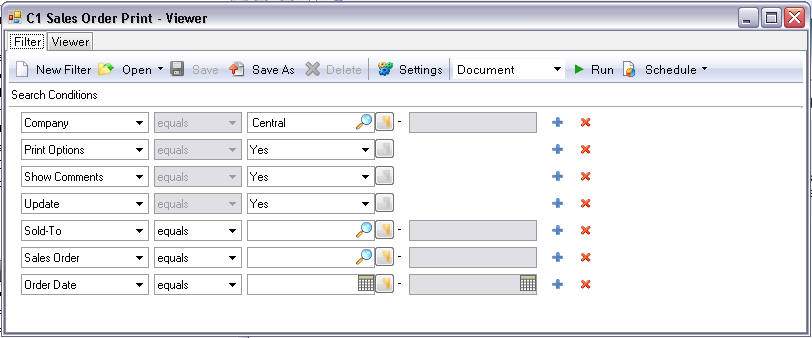 C1 Sales Order Print - Viewer
Filter Viewer
New Filter Open Save Save As Delete Settings Document Run Schedule
Search Conditions
Company equals Central -
Print Options equals Yes
Show Comments equals Yes
Update equals Yes
Sold-To equals -
Sales Order equals -
Order Date equals -